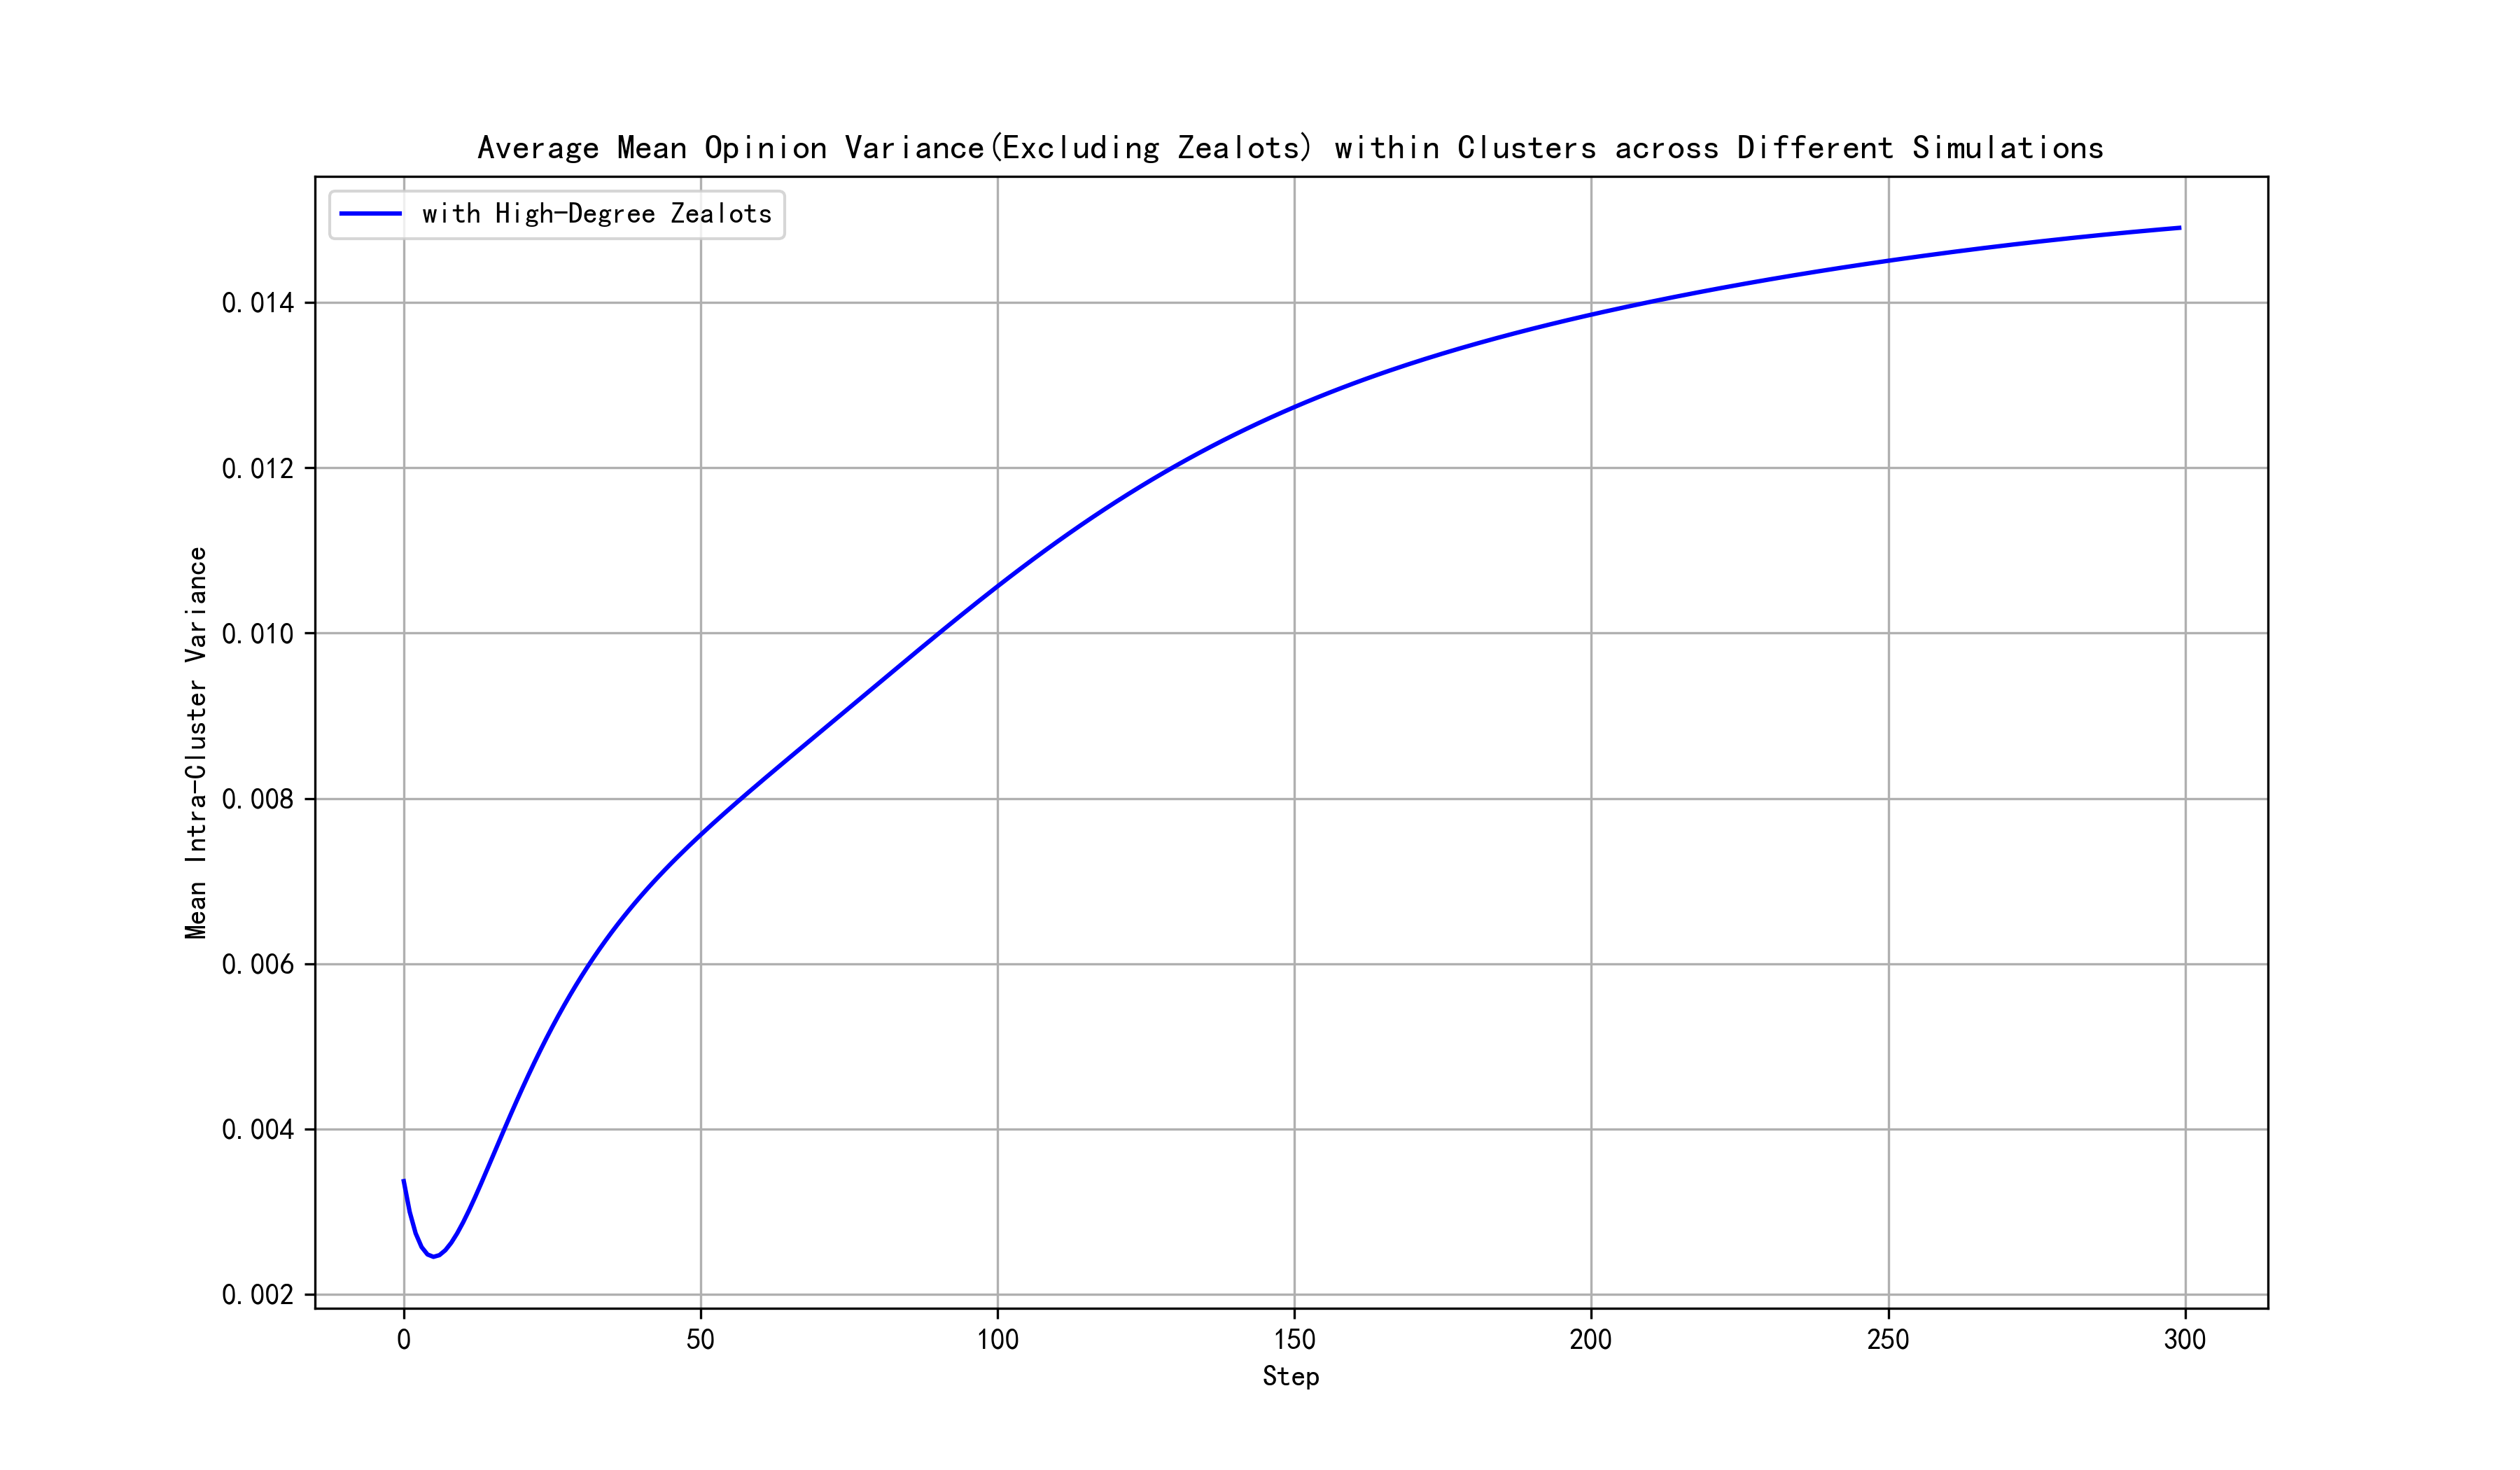 Average Mean Opinion Variance(Excluding Zealots) within Clusters across Different Simulations
with High-Degree Zealots
Mean Intra-Cluster Variance
0.014
0.012
0.010
0.008
0.006
0.004
0.002
0 50 100 150 200 250 300
Step